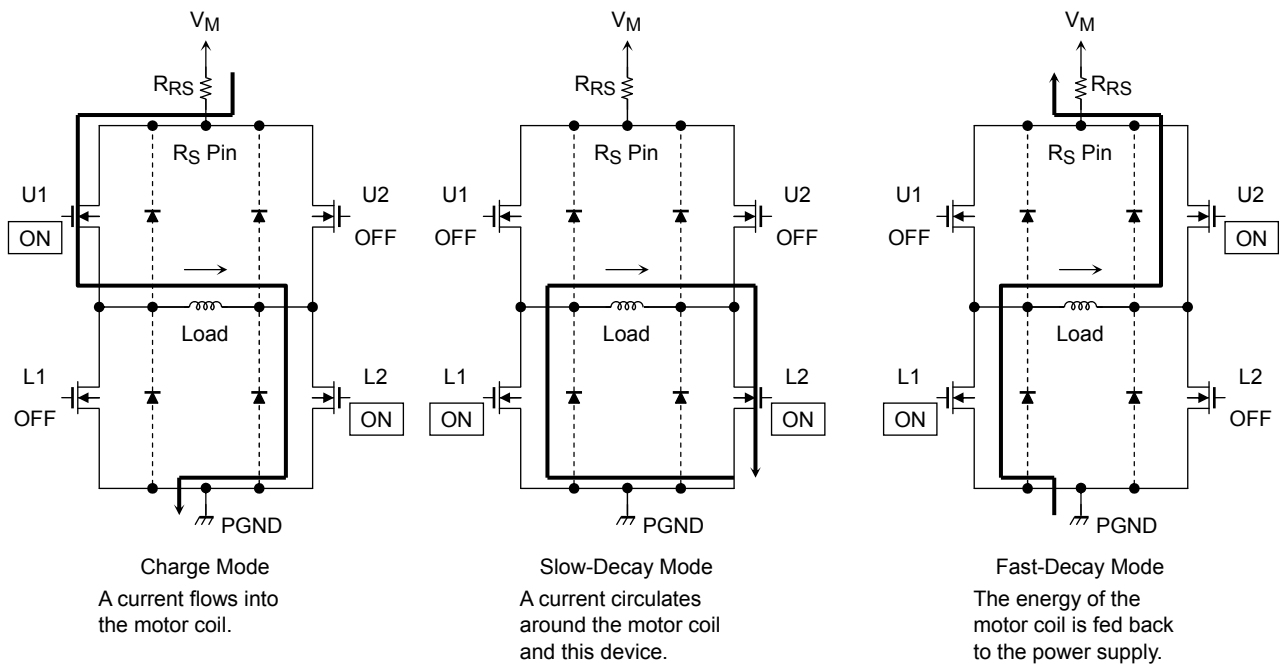 VM
RRS
RS Pin
U1
ON
U2
OFF
Load
L1
OFF
L2
ON
PGND
Charge Mode
A current flows into
the motor coil.
VM
RRS
RS Pin
U1
OFF
U2
OFF
Load
L1
ON
L2
ON
PGND
Slow-Decay Mode
A current circulates
around the motor coil
and this device.
VM
RRS
RS Pin
U1
OFF
U2
ON
Load
L1
ON
L2
OFF
PGND
Fast-Decay Mode
The energy of the
motor coil is fed back
to the power supply.